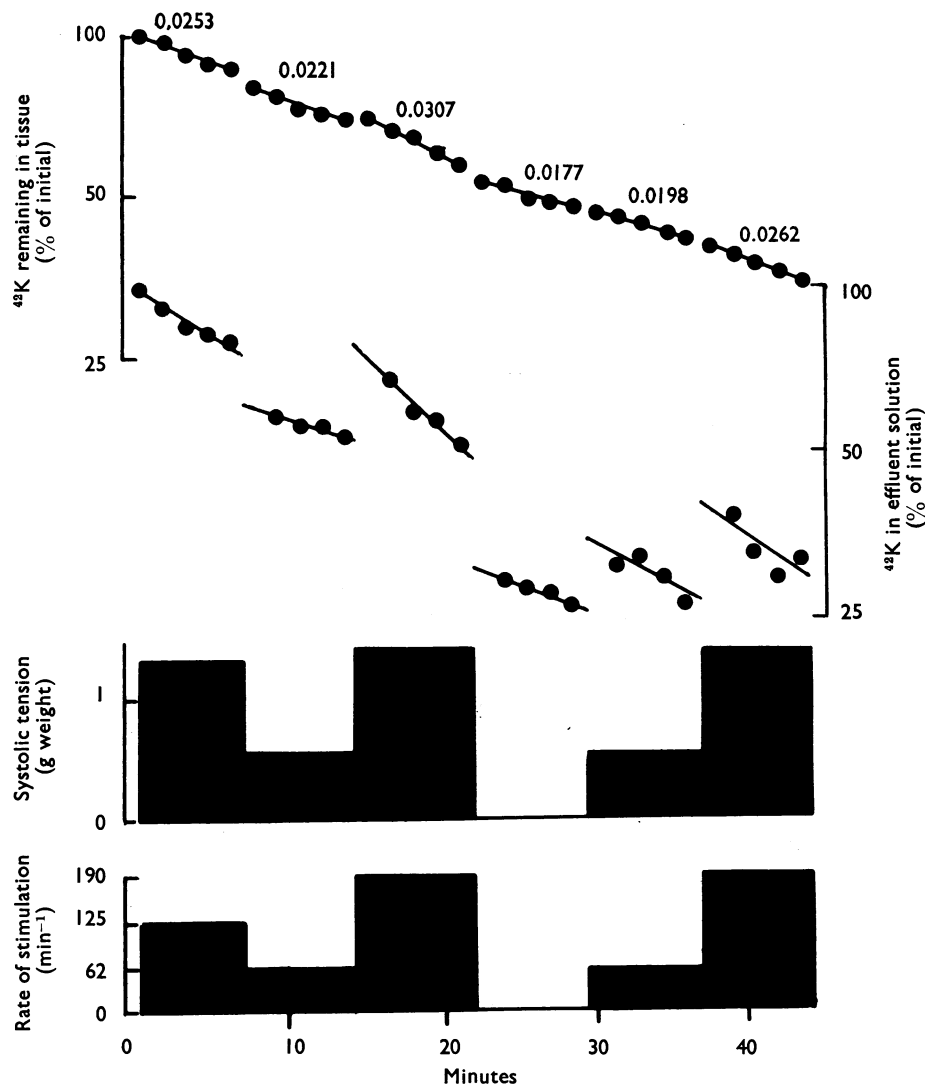 100
0,0253
0.0221
0.0307
0.0177
0.0198
0.0262
50
25
⁴²K remaining in tissue
(% of initial)
100
50
25
⁴²K in effluent solution
(% of initial)
Systolic tension
(g weight)
1
0
Rate of stimulation
(min⁻¹)
190
125
62
0
0
10
20
30
40
Minutes